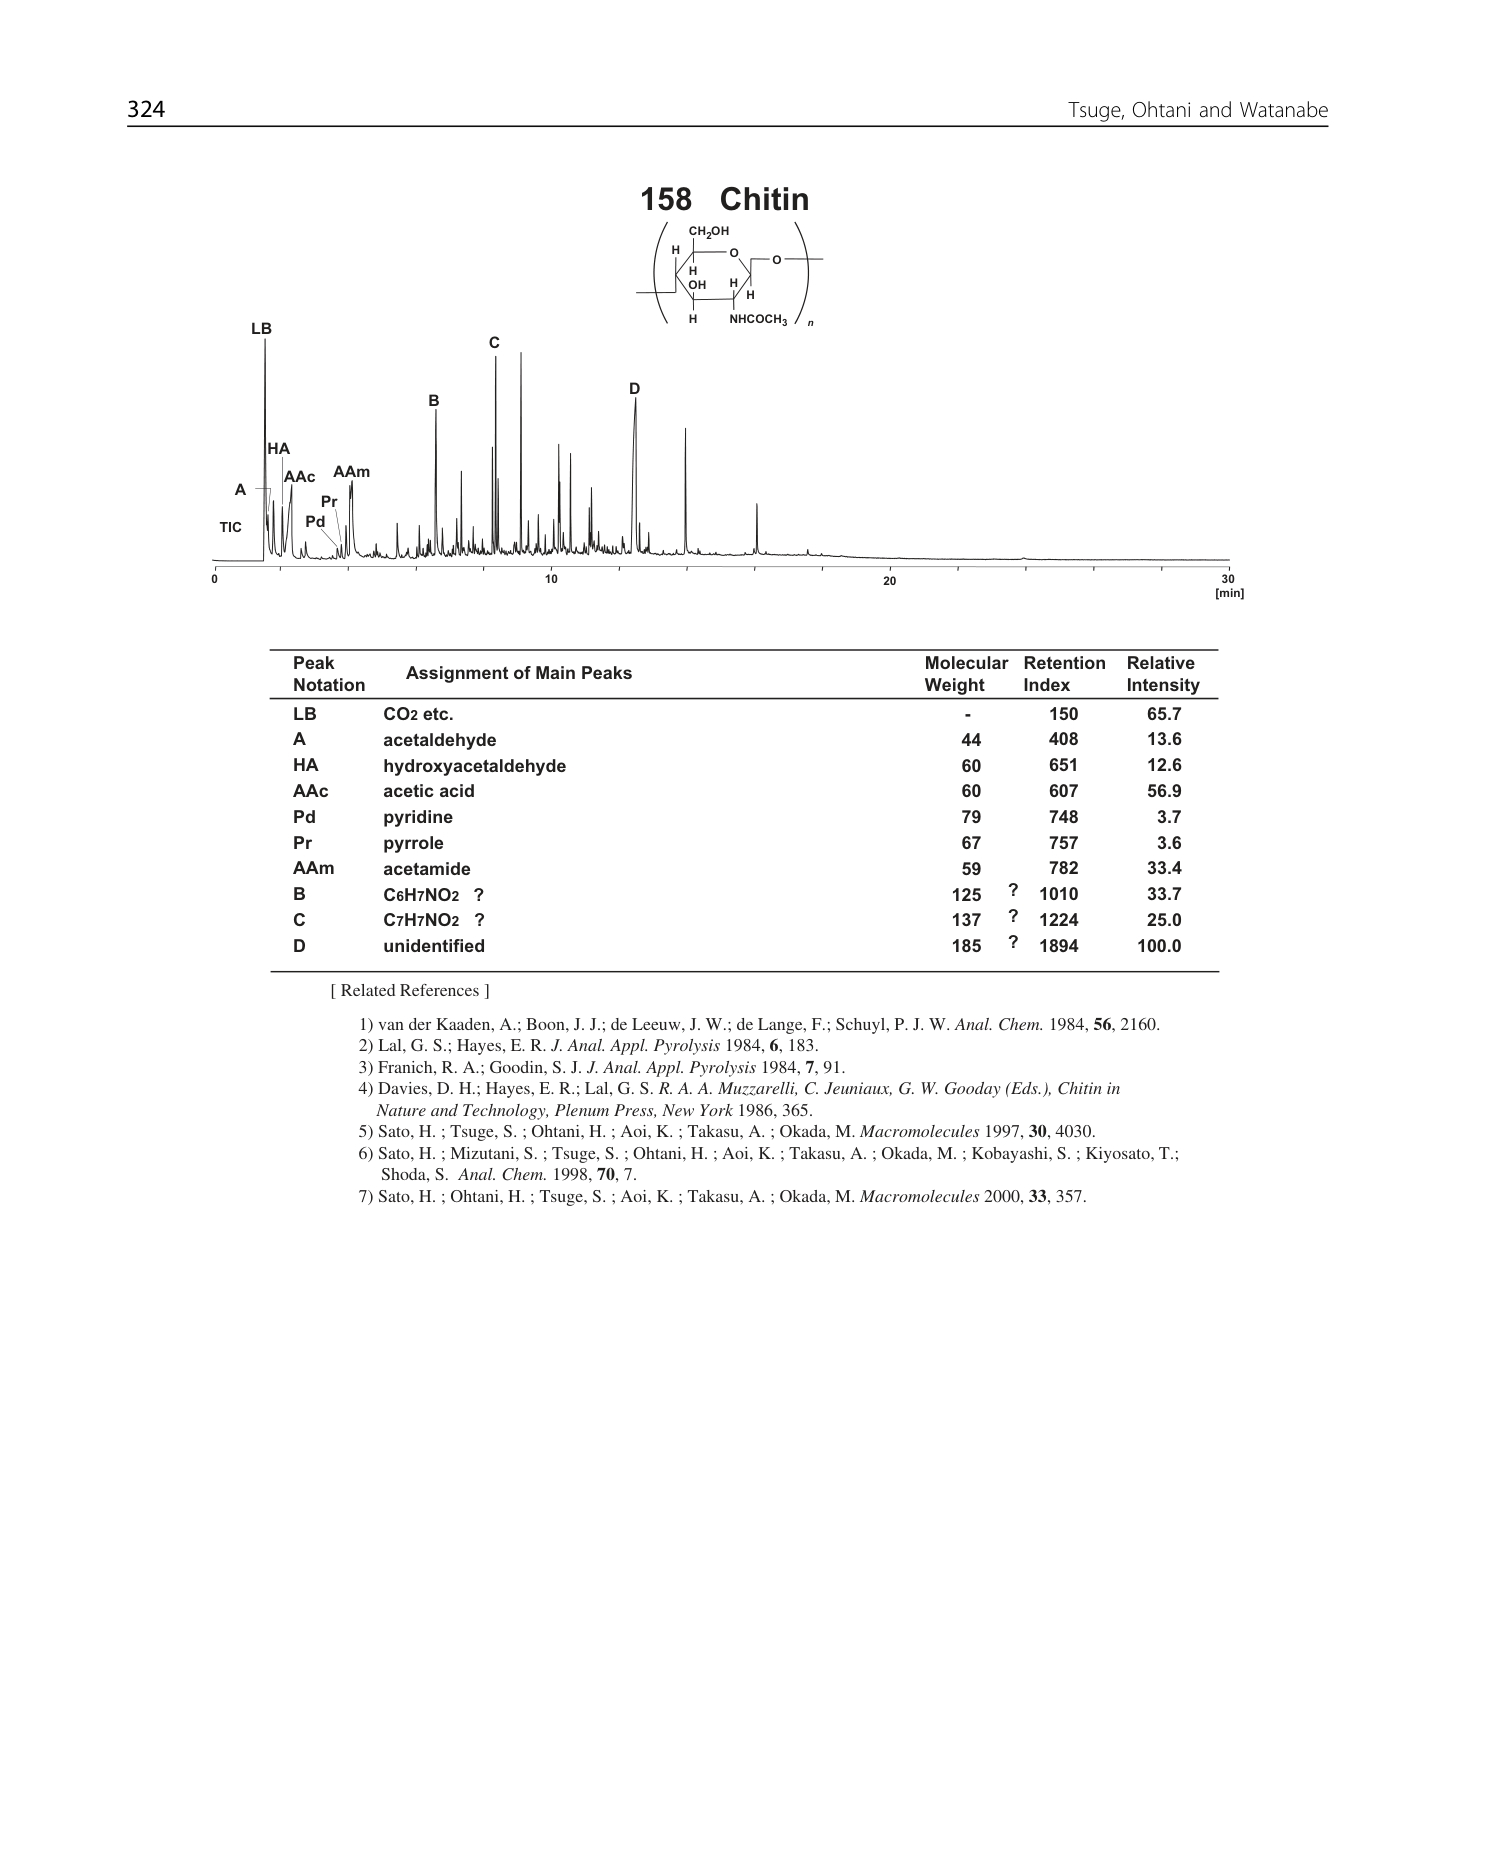 324 Tsuge, Ohtani and Watanabe
158 Chitin
CH2OH
H
O
O
H
OH
H
H
H
NHCOCH3
n
LB
C
D
B
HA
AAc
AAm
A
Pr
Pd
TIC
0 10 20 30
[min]
Peak Notation Assignment of Main Peaks Molecular Weight Retention Index Relative Intensity
LB CO2 etc. - 150 65.7
A acetaldehyde 44 408 13.6
HA hydroxyacetaldehyde 60 651 12.6
AAc acetic acid 60 607 56.9
Pd pyridine 79 748 3.7
Pr pyrrole 67 757 3.6
AAm acetamide 59 782 33.4
B C6H7NO2 ? 125 ? 1010 33.7
C C7H7NO2 ? 137 ? 1224 25.0
D unidentified 185 ? 1894 100.0
[ Related References ]
1) van der Kaaden, A.; Boon, J. J.; de Leeuw, J. W.; de Lange, F.; Schuyl, P. J. W. Anal. Chem. 1984, 56, 2160.
2) Lal, G. S.; Hayes, E. R. J. Anal. Appl. Pyrolysis 1984, 6, 183.
3) Franich, R. A.; Goodin, S. J. J. Anal. Appl. Pyrolysis 1984, 7, 91.
4) Davies, D. H.; Hayes, E. R.; Lal, G. S. R. A. A. Muzzarelli, C. Jeuniaux, G. W. Gooday (Eds.), Chitin in
Nature and Technology, Plenum Press, New York 1986, 365.
5) Sato, H. ; Tsuge, S. ; Ohtani, H. ; Aoi, K. ; Takasu, A. ; Okada, M. Macromolecules 1997, 30, 4030.
6) Sato, H. ; Mizutani, S. ; Tsuge, S. ; Ohtani, H. ; Aoi, K. ; Takasu, A. ; Okada, M. ; Kobayashi, S. ; Kiyosato, T.;
Shoda, S. Anal. Chem. 1998, 70, 7.
7) Sato, H. ; Ohtani, H. ; Tsuge, S. ; Aoi, K. ; Takasu, A. ; Okada, M. Macromolecules 2000, 33, 357.